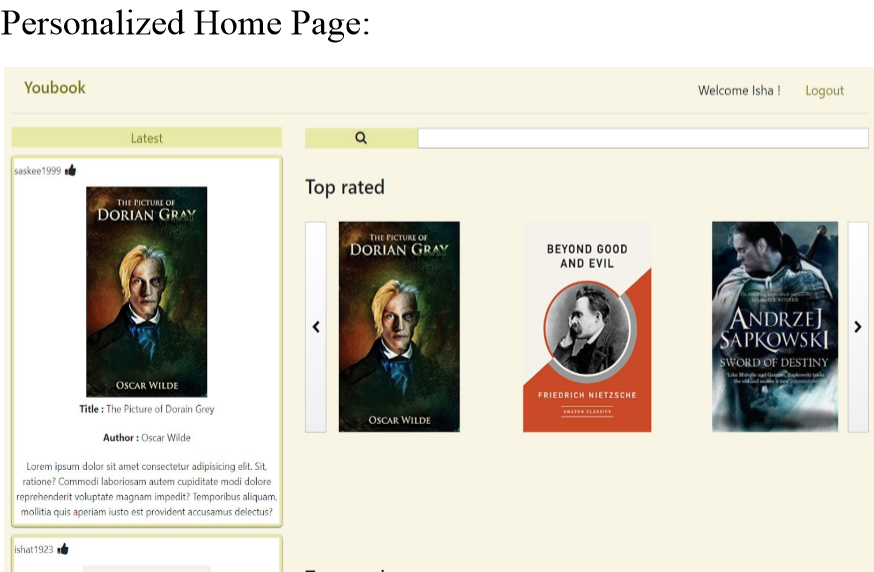 Personalized Home Page:
Youbook
Welcome Isha !
Logout
Latest
saskee1999
THE PICTURE OF
DORIAN GRAY
OSCAR WILDE
Title : The Picture of Dorain Grey
Author : Oscar Wilde
Lorem ipsum dolor sit amet consectetur adipisicing elit. Sit,
ratione? Commodi laboriosam autem cupiditate modi dolore
reprehenderit voluptate magnam impedit? Temporibus aliquam,
mollitia quis aperiam iusto est provident accusamus delectus?
ishat1923
Top rated
THE PICTURE OF
DORIAN GRAY
OSCAR WILDE
BEYOND GOOD
AND EVIL
FRIEDRICH NIETZSCHE
AMAZON CLASSICS
ANDRZEJ
SAPKOWSKI
SWORD OF DESTINY